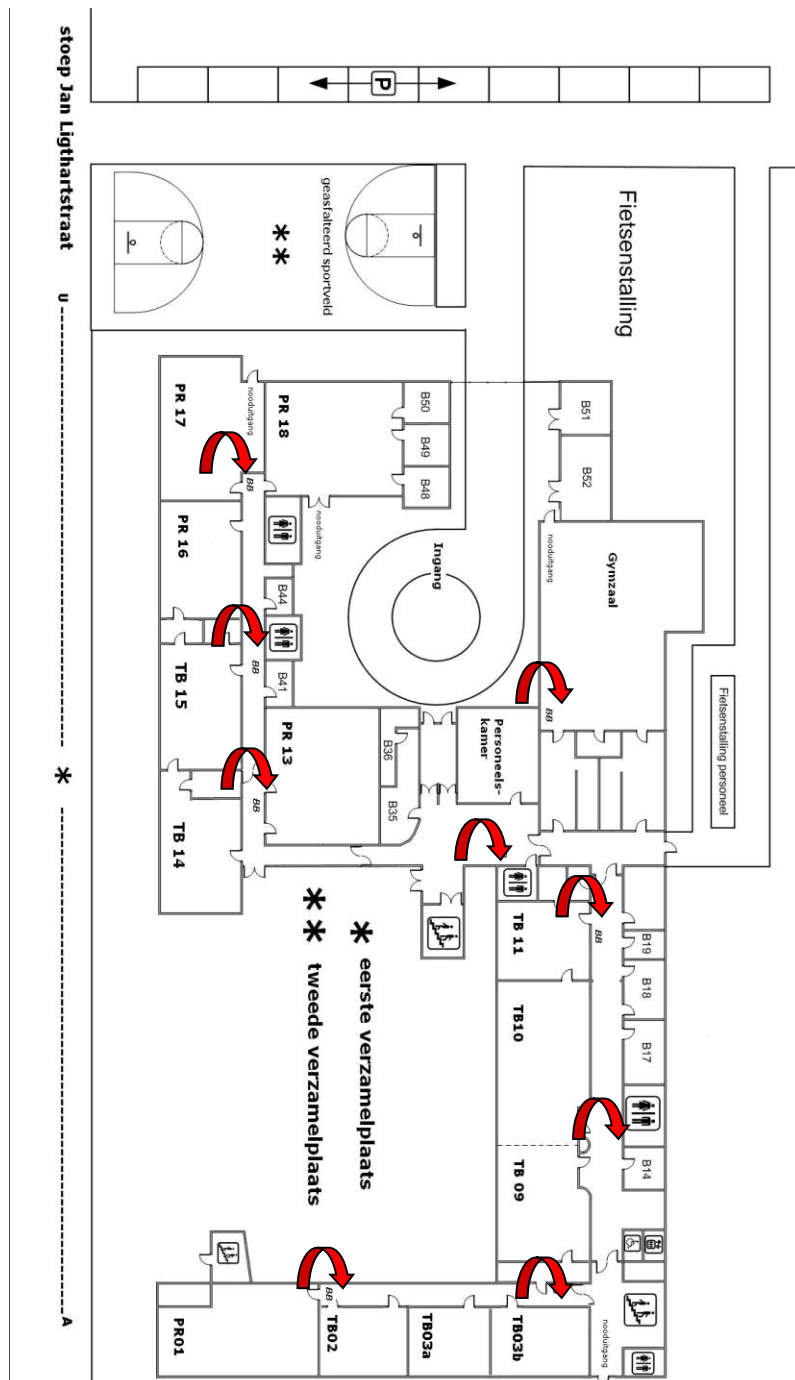 stoep Jan Ligthartstraat
U
*
A
P
geasfalteerd sportveld
**
Fietsenstalling
PR 17
nooduitgang
PR 18
B50
B49
B48
B51
B52
BB
PR 16
nooduitgang
Ingang
nooduitgang
Gymzaal
B44
BB
TB 15
B41
PR 13
B36
B35
Personeels-
kamer
BB
Fietsenstalling personeel
BB
TB 14
* eerste verzamelplaats
** tweede verzamelplaats
TB 11
BB
B19
B18
B17
TB10
B14
TB 09
PR01
BB
TB02
TB03a
TB03b
nooduitgang